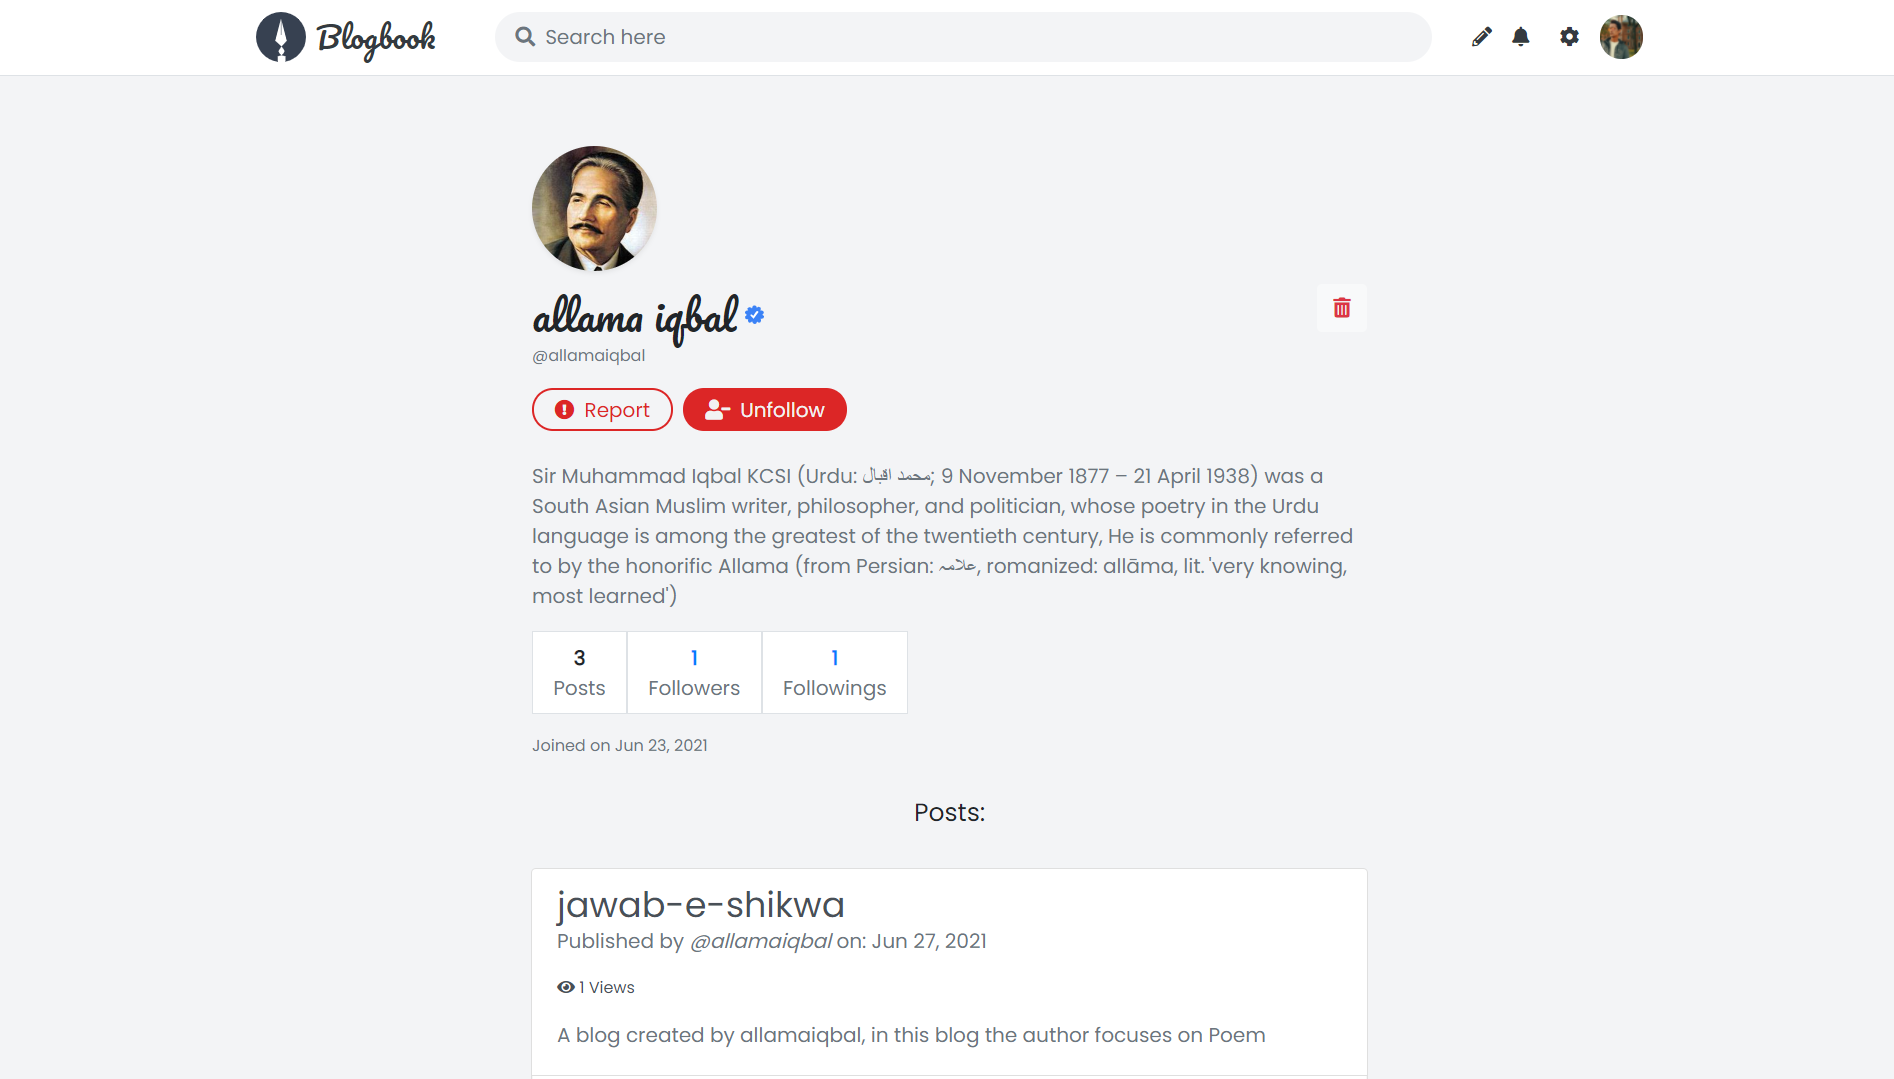 Blogbook
Search here
allama iqbal
@allamaiqbal
Report
Unfollow
Sir Muhammad Iqbal KCSI (Urdu: محمد اقبال; 9 November 1877 – 21 April 1938) was a
South Asian Muslim writer, philosopher, and politician, whose poetry in the Urdu
language is among the greatest of the twentieth century, He is commonly referred
to by the honorific Allama (from Persian: علامہ, romanized: allāma, lit. 'very knowing,
most learned')
3 1 1
Posts Followers Followings
Joined on Jun 23, 2021
Posts:
jawab-e-shikwa
Published by @allamaiqbal on: Jun 27, 2021
1 Views
A blog created by allamaiqbal, in this blog the author focuses on Poem